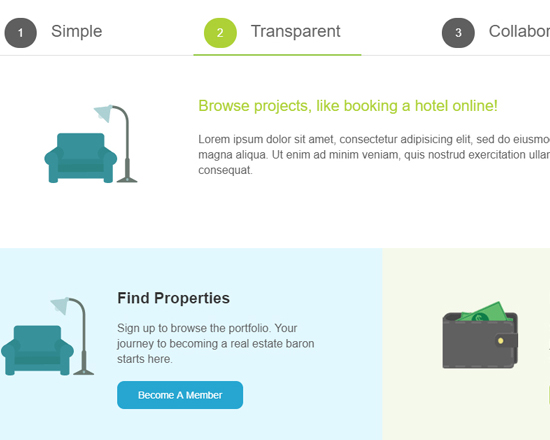 1 Simple 2 Transparent 3 Collabor
Browse projects, like booking a hotel online!
Lorem ipsum dolor sit amet, consectetur adipisicing elit, sed do eiusmo
magna aliqua. Ut enim ad minim veniam, quis nostrud exercitation ullam
consequat.
Find Properties
Sign up to browse the portfolio. Your
journey to becoming a real estate baron
starts here.
Become A Member